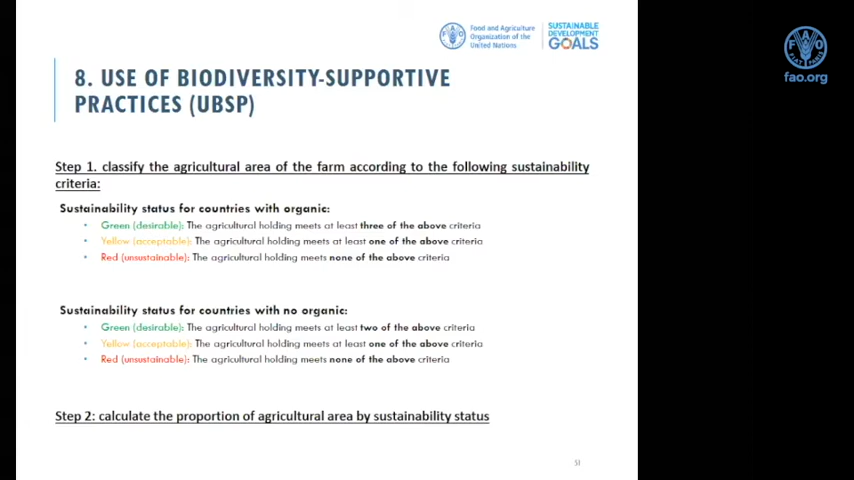 Food and Agriculture
Organization of the
United Nations
SUSTAINABLE
DEVELOPMENT
GOALS
FAO
FIAT PANIS
fao.org
8. USE OF BIODIVERSITY-SUPPORTIVE
PRACTICES (UBSP)
Step 1. classify the agricultural area of the farm according to the following sustainability
criteria:
Sustainability status for countries with organic:
• Green (desirable): The agricultural holding meets at least three of the above criteria
• Yellow (acceptable): The agricultural holding meets at least one of the above criteria
• Red (unsustainable): The agricultural holding meets none of the above criteria
Sustainability status for countries with no organic:
• Green (desirable): The agricultural holding meets at least two of the above criteria
• Yellow (acceptable): The agricultural holding meets at least one of the above criteria
• Red (unsustainable): The agricultural holding meets none of the above criteria
Step 2: calculate the proportion of agricultural area by sustainability status